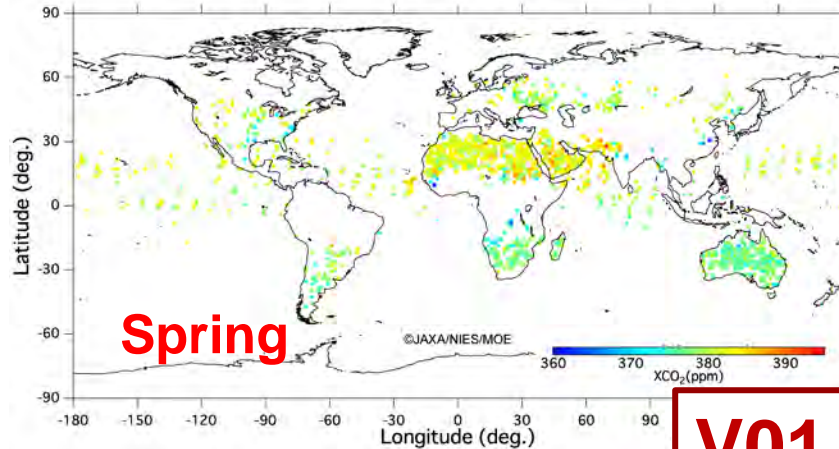 90
60
30
0
-30
-60
-90
Latitude (deg.)
Spring
©JAXA/NIES/MOE
360 370 380 390
XCO2(ppm)
-180 -150 -120 -90 -60 -30 0 30 60 90
Longitude (deg.)
V01